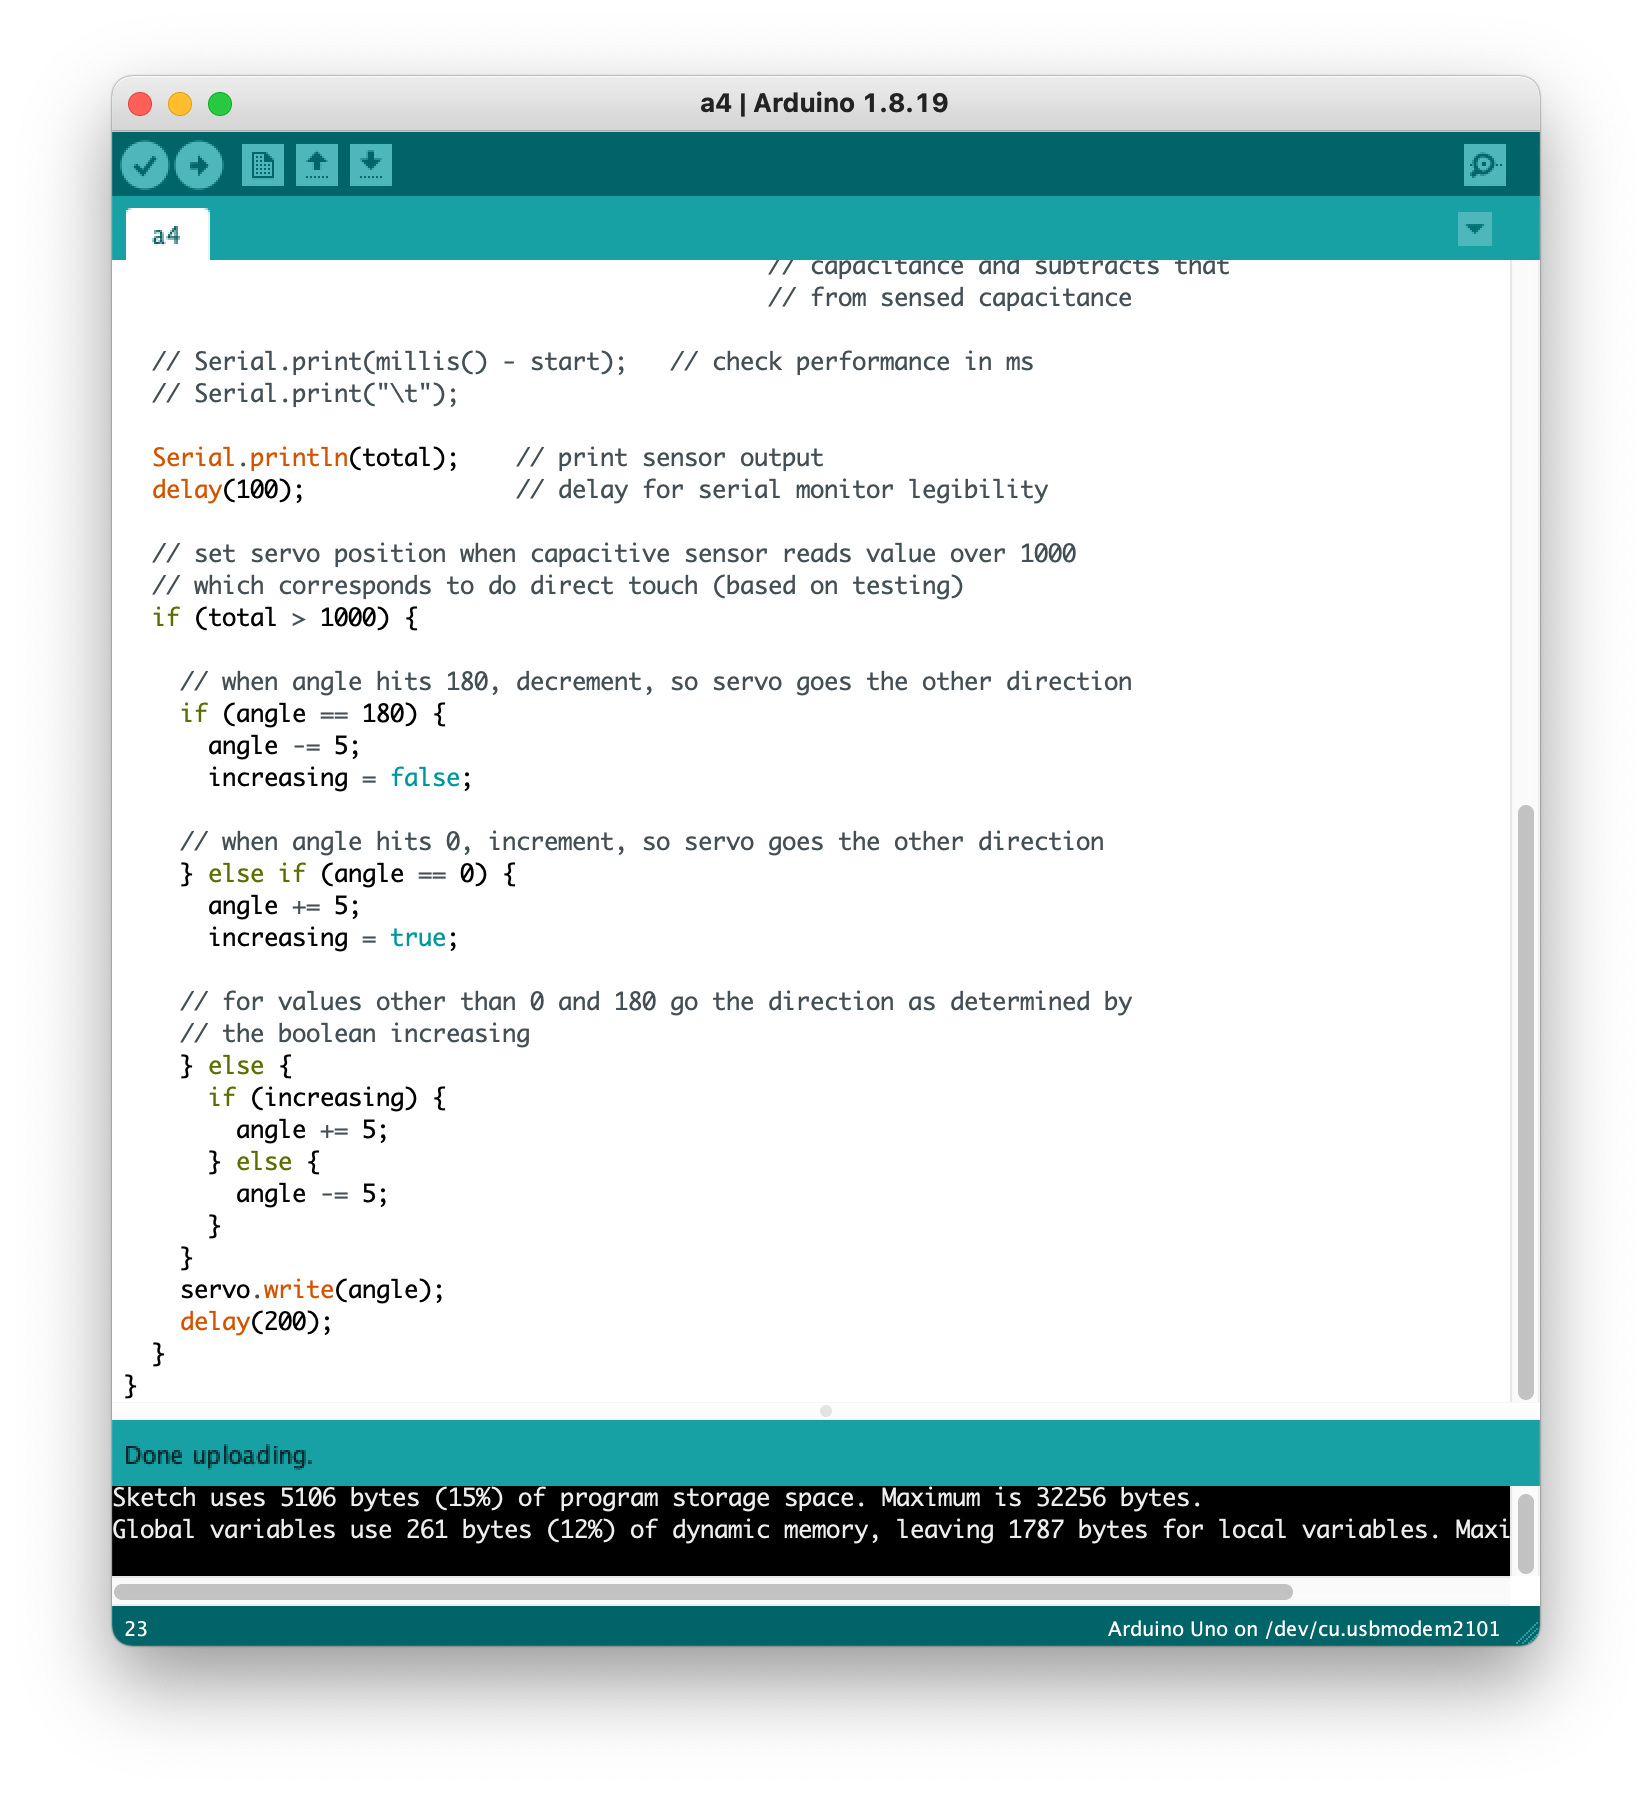 a4 | Arduino 1.8.19
a4
// capacitance and subtracts that
// from sensed capacitance
// Serial.print(millis() - start);   // check performance in ms
// Serial.print("\t");
Serial.println(total);    // print sensor output
delay(100);               // delay for serial monitor legibility
// set servo position when capacitive sensor reads value over 1000
// which corresponds to do direct touch (based on testing)
if (total > 1000) {
// when angle hits 180, decrement, so servo goes the other direction
if (angle == 180) {
angle -= 5;
increasing = false;
// when angle hits 0, increment, so servo goes the other direction
} else if (angle == 0) {
angle += 5;
increasing = true;
// for values other than 0 and 180 go the direction as determined by
// the boolean increasing
} else {
if (increasing) {
angle += 5;
} else {
angle -= 5;
}
}
servo.write(angle);
delay(200);
}
}
Done uploading.
Sketch uses 5106 bytes (15%) of program storage space. Maximum is 32256 bytes.
Global variables use 261 bytes (12%) of dynamic memory, leaving 1787 bytes for local variables. Maxi
23
Arduino Uno on /dev/cu.usbmodem2101